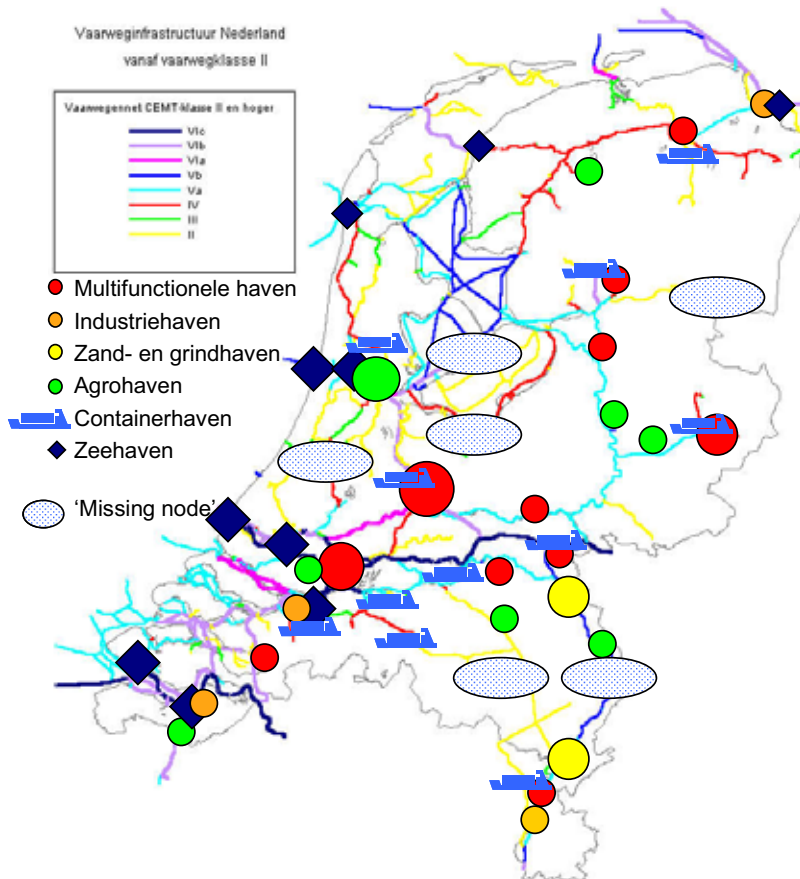 Vaarweginfrastructuur Nederland
vanaf vaarwegklasse II
Vaarwegennet CEMT-klasse II en hoger
VIc
VIb
VIa
Vb
Va
IV
III
II
Multifunctionele haven
Industriehaven
Zand- en grindhaven
Agrohaven
Containerhaven
Zeehaven
'Missing node'